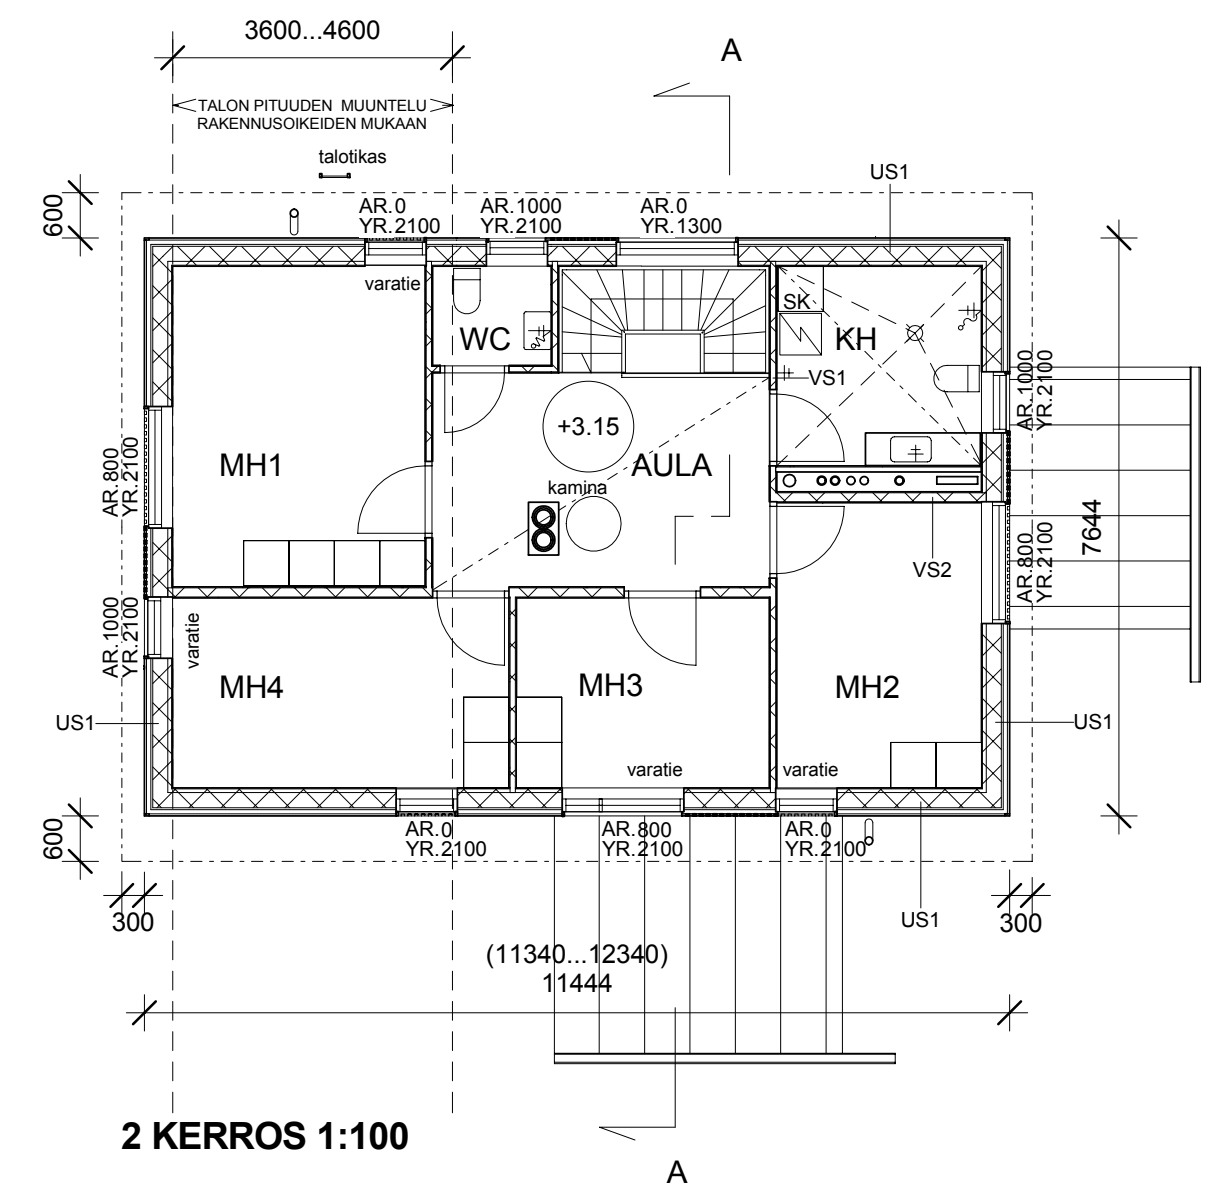 3600...4600
A
TALON PITUUDEN MUUNTELU
RAKENNUSOIKEIDEN MUKAAN
talotikas
US1
600
AR.0
YR.2100
AR.1000
YR.2100
AR.0
YR.1300
varatie
WC
SK
KH
VS1
AR.1000
YR.2100
+3.15
MH1
AULA
kamina
AR.800
YR.2100
7644
VS2
AR.800
YR.2100
AR.1000
YR.2100
varatie
MH4
MH3
MH2
US1
US1
varatie
varatie
600
AR.0
YR.2100
AR.800
YR.2100
AR.0
YR.2100
300
US1
300
(11340...12340)
11444
2 KERROS 1:100
A